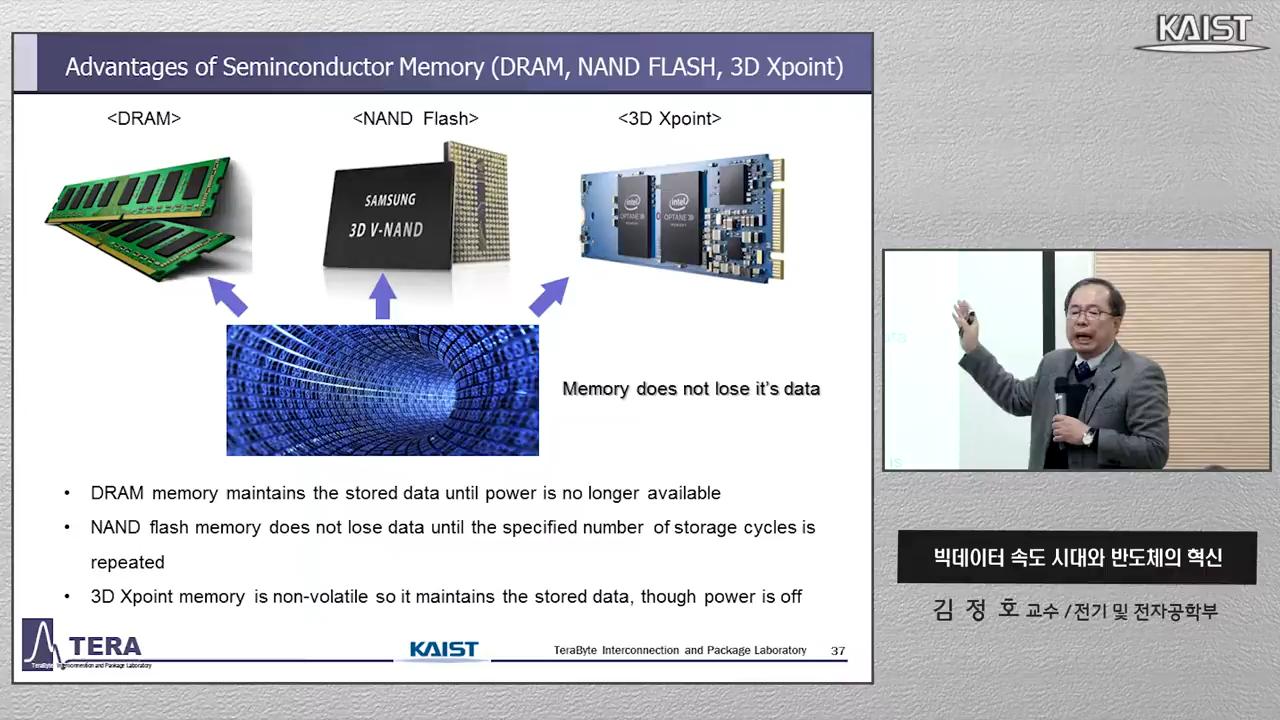 KAIST
Advantages of Seminconductor Memory (DRAM, NAND FLASH, 3D Xpoint)
<DRAM>
<NAND Flash>
<3D Xpoint>
SAMSUNG
3D V-NAND
intel
OPTANE
intel
OPTANE
Memory does not lose it's data
• DRAM memory maintains the stored data until power is no longer available
• NAND flash memory does not lose data until the specified number of storage cycles is
repeated
• 3D Xpoint memory is non-volatile so it maintains the stored data, though power is off
TERA
TeraByte Interconnection and Package Laboratory
KAIST
TeraByte Interconnection and Package Laboratory
37
빅데이터 속도 시대와 반도체의 혁신
김 정 호 교수 / 전기 및 전자공학부